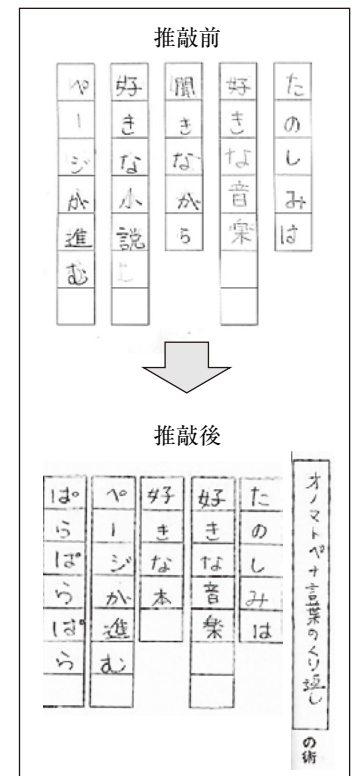 推敲前
たのしみは
好きな音楽
聞きながら
好きな小説
ページが進む
推敲後
オノマトペナ言葉のくり返し
の術
たのしみは
好きな音楽
好きな本
ページが進む
ぱらぱらぱら